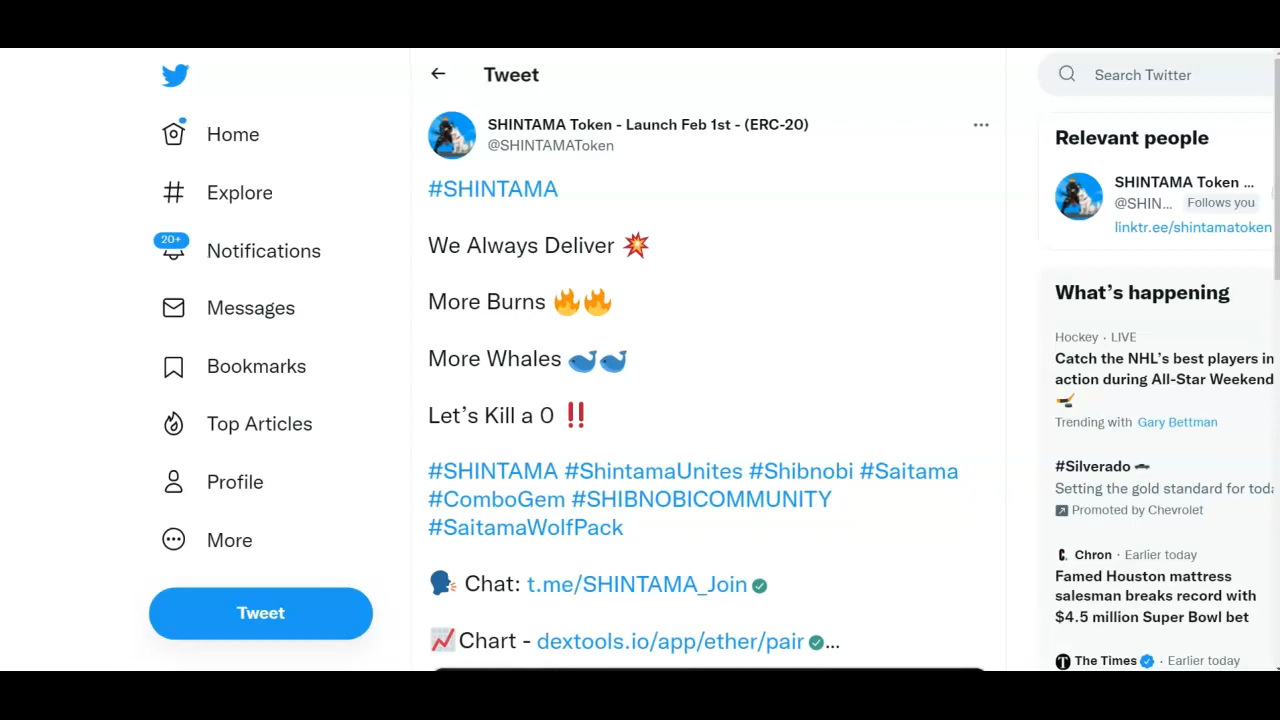 Home
Explore
20+
Notifications
Messages
Bookmarks
Top Articles
Profile
More
Tweet
Tweet
SHINTAMA Token - Launch Feb 1st - (ERC-20)
@SHINTAMAToken
#SHINTAMA
We Always Deliver 💥
More Burns 🔥🔥
More Whales 🐳🐳
Let's Kill a 0 ‼️
#SHINTAMA #ShintamaUnites #Shibnobi #Saitama
#ComboGem #SHIBNOBICOMMUNITY
#SaitamaWolfPack
🗣 Chat: t.me/SHINTAMA_Join
📈Chart - dextools.io/app/ether/pair ...
Search Twitter
Relevant people
SHINTAMA Token ...
@SHIN... Follows you
linktr.ee/shintamatoken
What's happening
Hockey · LIVE
Catch the NHL's best players in
action during All-Star Weekend
🏒
Trending with Gary Bettman
#Silverado
Setting the gold standard for toda
Promoted by Chevrolet
Chron · Earlier today
Famed Houston mattress
salesman breaks record with
$4.5 million Super Bowl bet
The Times · Earlier today